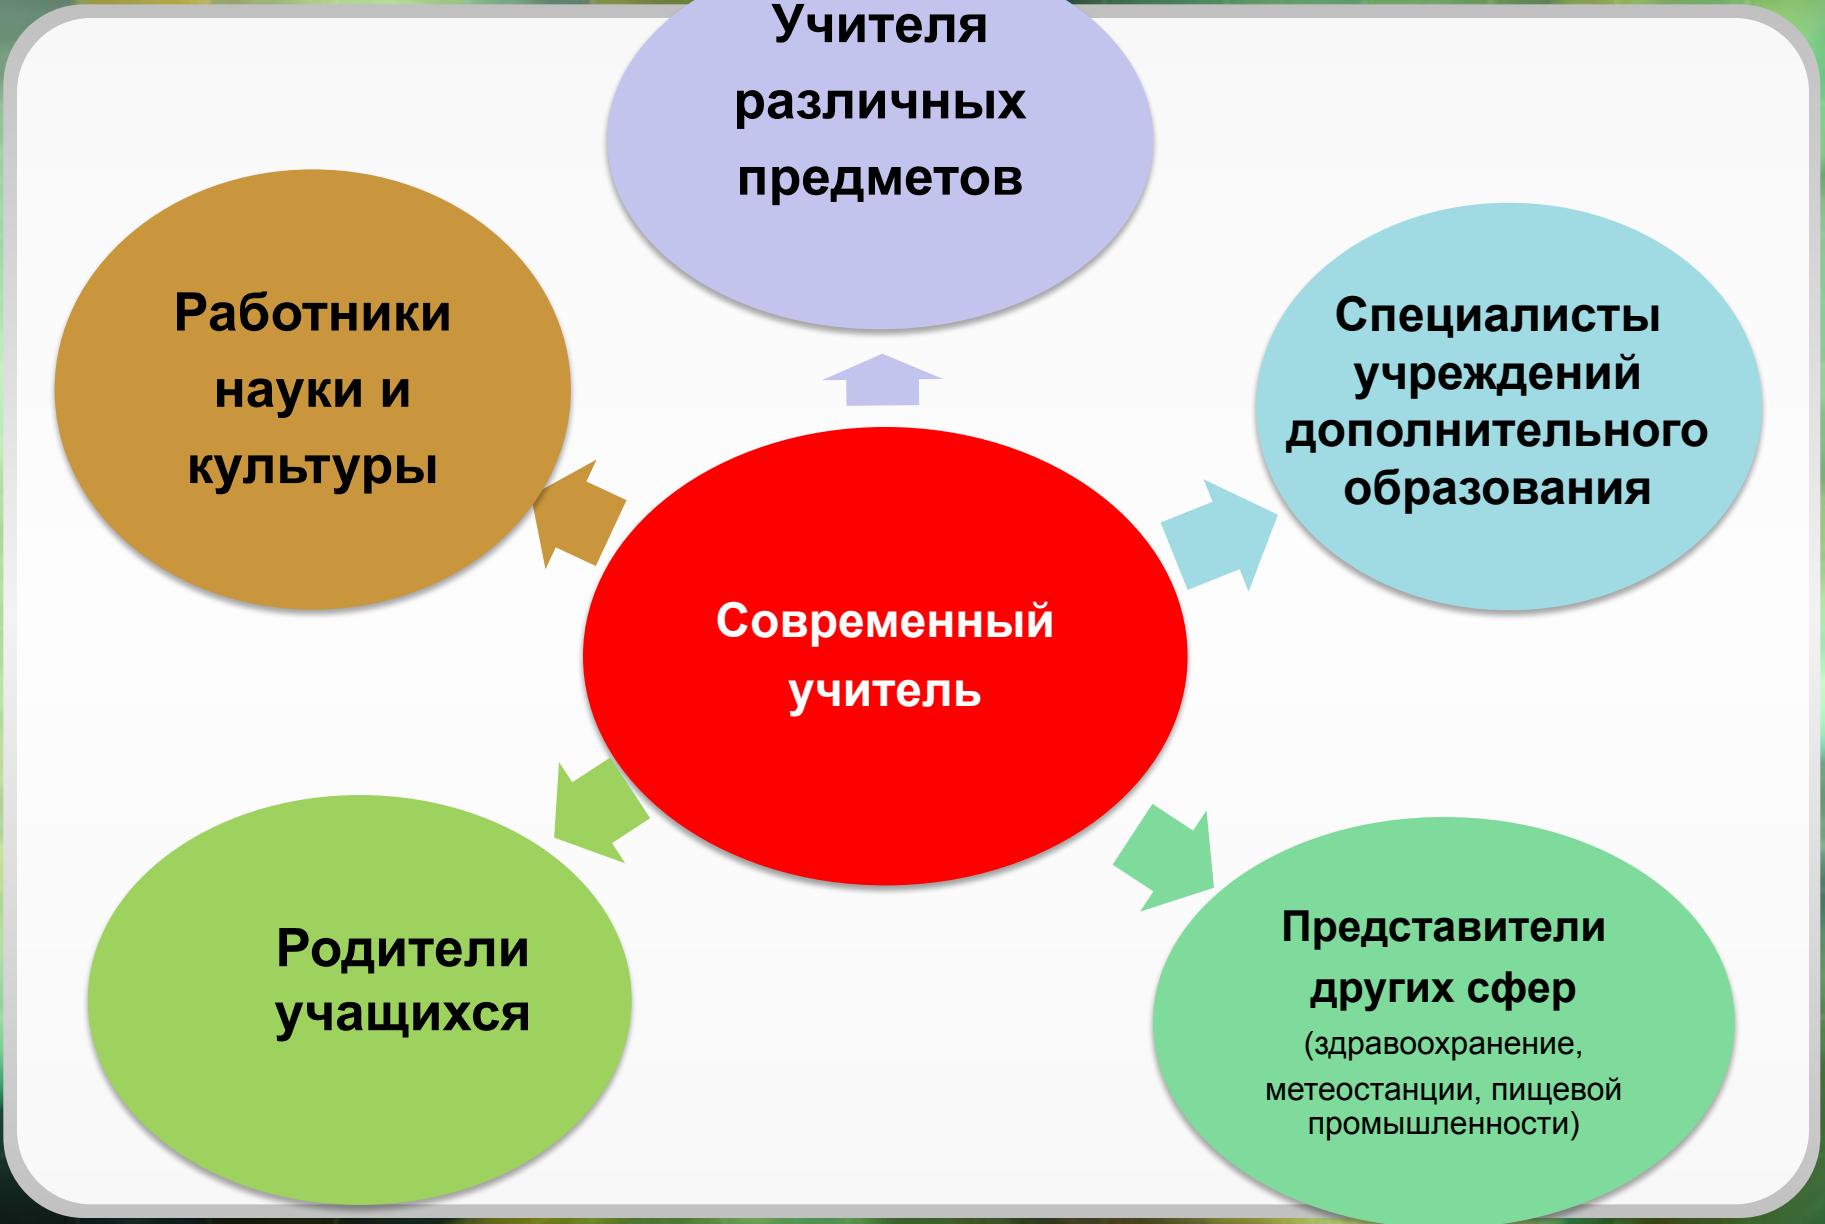 Учителя
различных
предметов
Работники
науки и
культуры
Специалисты
учреждений
дополнительного
образования
Современный
учитель
Родители
учащихся
Представители
других сфер
(здравоохранение,
метеостанции, пищевой
промышленности)